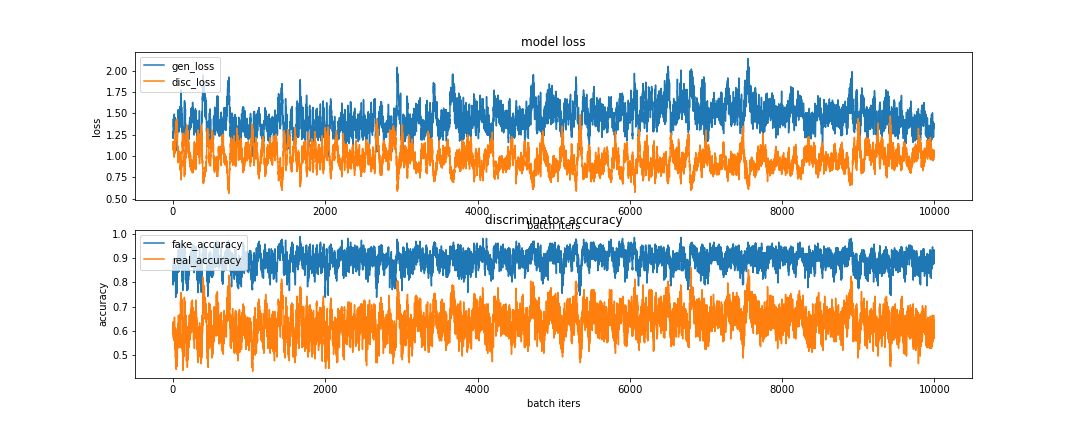 model loss
gen_loss
disc_loss
2.00
1.75
1.50
1.25
1.00
0.75
0.50
loss
0 2000 4000 6000 8000 10000
batch iters
discriminator accuracy
fake_accuracy
real_accuracy
1.0
0.9
0.8
0.7
0.6
0.5
accuracy
0 2000 4000 6000 8000 10000
batch iters